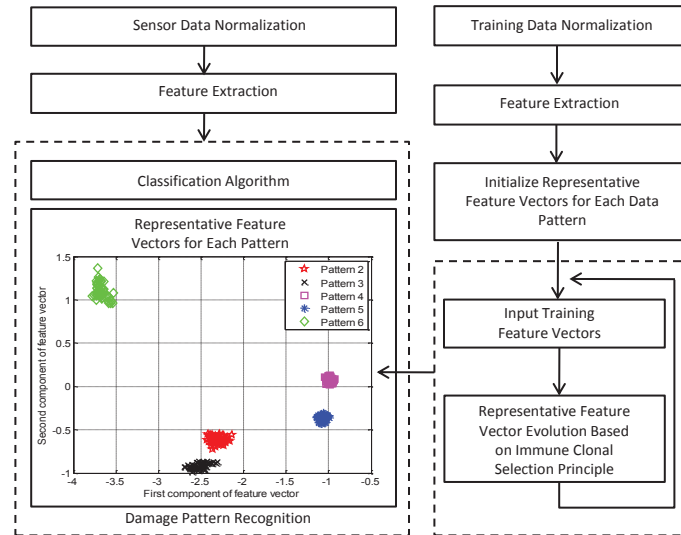 Sensor Data Normalization
Feature Extraction
Classification Algorithm
Representative Feature
Vectors for Each Pattern
1.5
1
0.5
0
-0.5
-1
Second component of feature vector
Pattern 2
Pattern 3
Pattern 4
Pattern 5
Pattern 6
-4
-3.5
-3
-2.5
-2
-1.5
-1
-0.5
First component of feature vector
Damage Pattern Recognition
Training Data Normalization
Feature Extraction
Initialize Representative
Feature Vectors for Each Data
Pattern
Input Training
Feature Vectors
Representative Feature
Vector Evolution Based
on Immune Clonal
Selection Principle